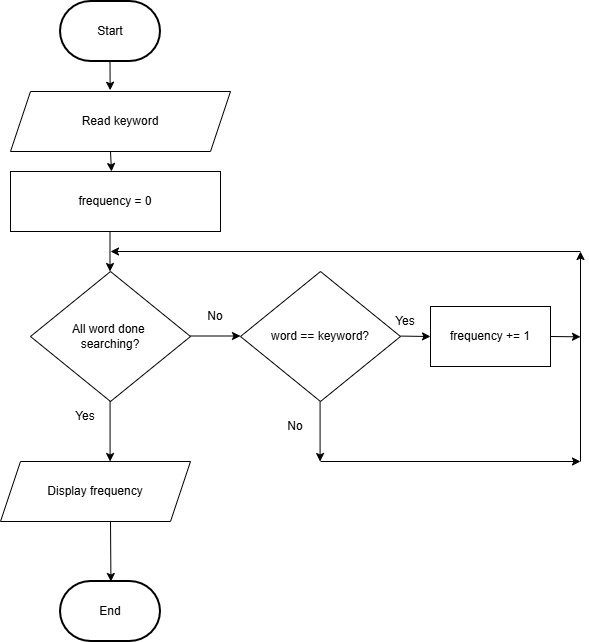 Start
Read keyword
frequency = 0
All word done
searching?
No
word == keyword?
Yes
frequency += 1
Yes
No
Display frequency
End